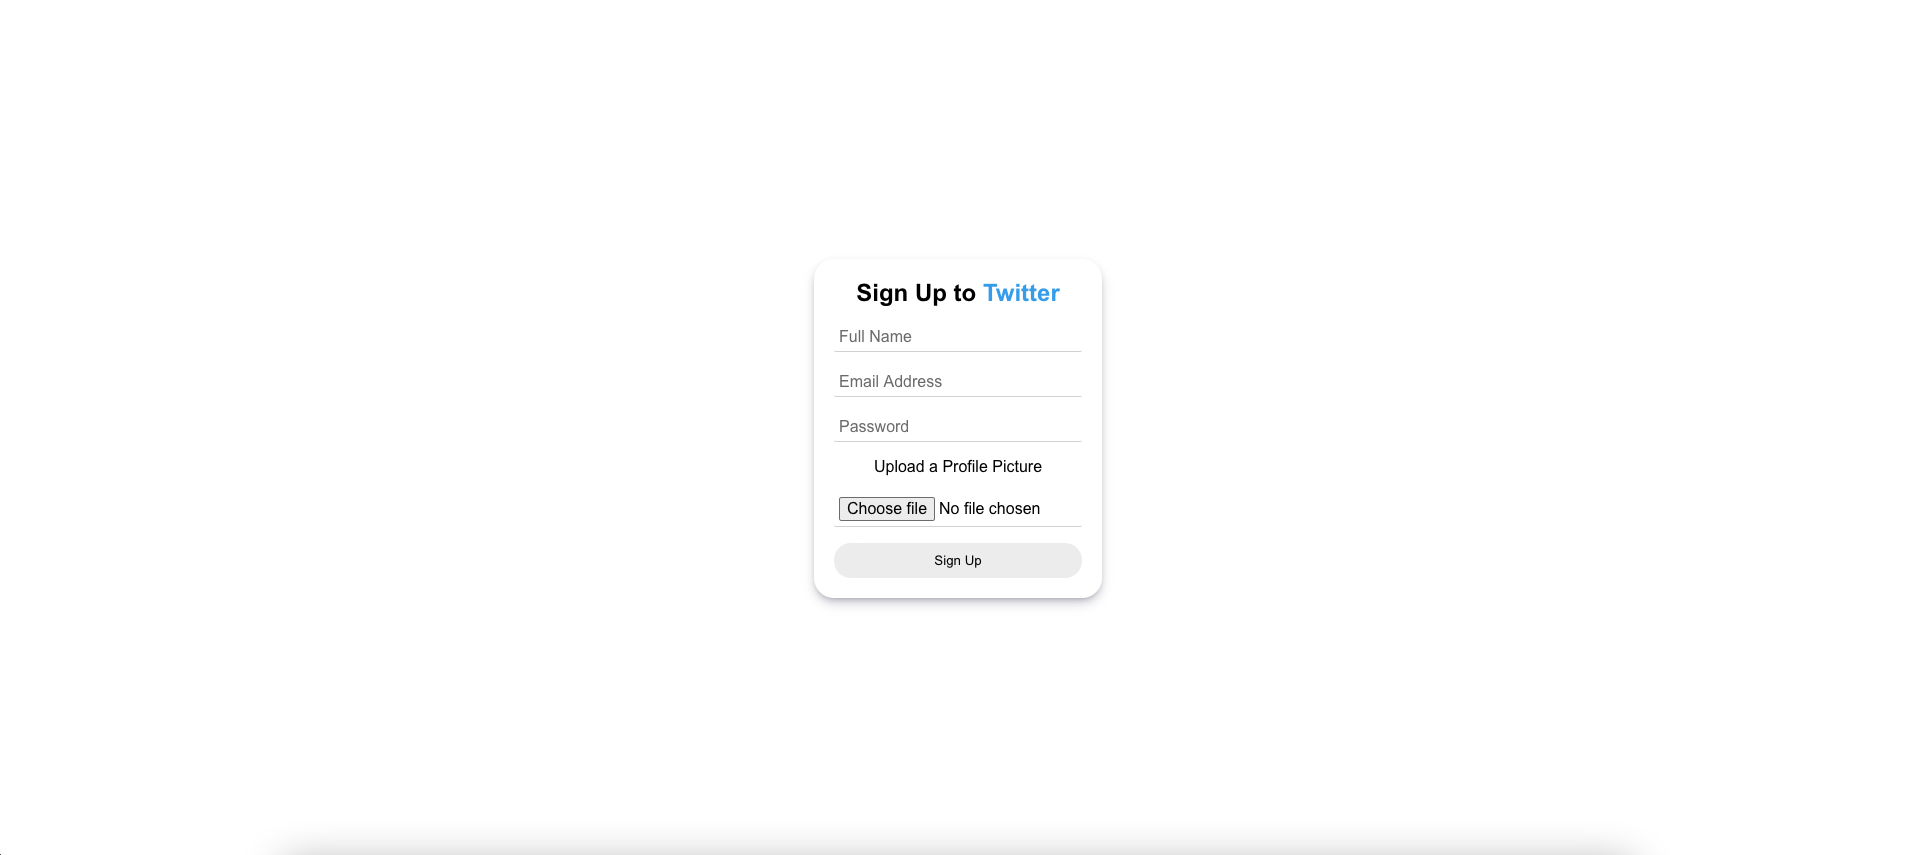 Sign Up to Twitter
Full Name
Email Address
Password
Upload a Profile Picture
Choose file No file chosen
Sign Up